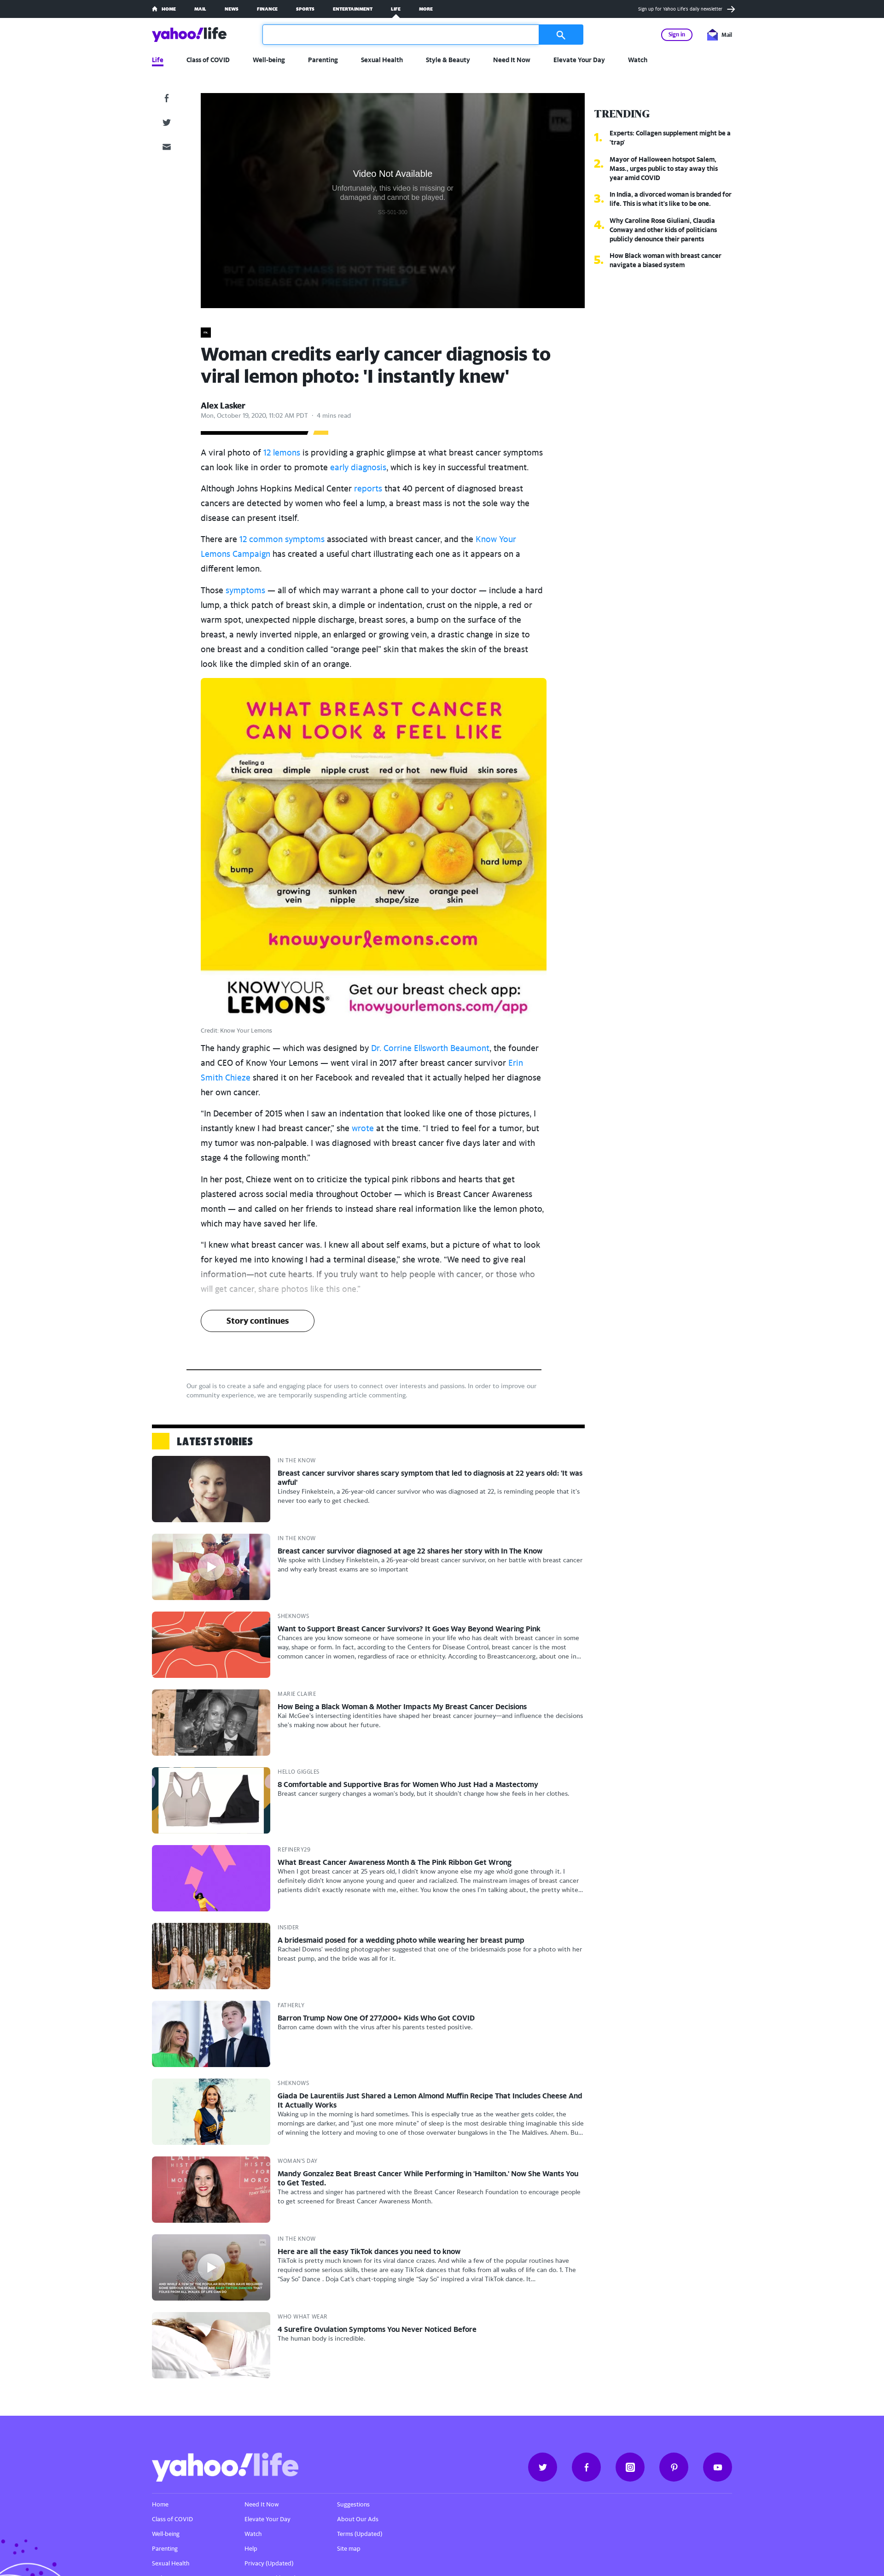 HOME MAIL NEWS FINANCE SPORTS ENTERTAINMENT LIFE MORE Sign up for Yahoo Life's daily newsletter
yahoo!life Sign in Mail
Life Class of COVID Well-being Parenting Sexual Health Style & Beauty Need It Now Elevate Your Day Watch
ITK.
Video Not Available
Unfortunately, this video is missing or
damaged and cannot be played.
BUT A BREAST MASS IS NOT THE SOLE WAY
THE DISEASE CAN PRESENT ITSELF
TRENDING
1. Experts: Collagen supplement might be a
'trap'
2. Mayor of Halloween hotspot Salem,
Mass., urges public to stay away this
year amid COVID
3. In India, a divorced woman is branded for
life. This is what it's like to be one.
4. Why Caroline Rose Giuliani, Claudia
Conway and other kids of politicians
publicly denounce their parents
5. How Black woman with breast cancer
navigate a biased system
Woman credits early cancer diagnosis to
viral lemon photo: 'I instantly knew'
Alex Lasker
Mon, October 19, 2020, 11:02 AM PDT · 4 mins read
A viral photo of 12 lemons is providing a graphic glimpse at what breast cancer symptoms
can look like in order to promote early diagnosis, which is key in successful treatment.
Although Johns Hopkins Medical Center reports that 40 percent of diagnosed breast
cancers are detected by women who feel a lump, a breast mass is not the sole way the
disease can present itself.
There are 12 common symptoms associated with breast cancer, and the Know Your
Lemons Campaign has created a useful chart illustrating each one as it appears on a
different lemon.
Those symptoms — all of which may warrant a phone call to your doctor — include a hard
lump, a thick patch of breast skin, a dimple or indentation, crust on the nipple, a red or
warm spot, unexpected nipple discharge, breast sores, a bump on the surface of the
breast, a newly inverted nipple, an enlarged or growing vein, a drastic change in size to
one breast and a condition called "orange peel" skin that makes the skin of the breast
look like the dimpled skin of an orange.
WHAT BREAST CANCER
CAN LOOK & FEEL LIKE
feeling a
thick area dimple nipple crust red or hot new fluid skin sores
bump hard lump
growing sunken new orange peel
vein nipple shape/size skin
knowyourlemons.com
KNOWYOUR
LEMONS® Get our breast check app:
knowyourlemons.com/app
Credit: Know Your Lemons
The handy graphic — which was designed by Dr. Corrine Ellsworth Beaumont, the founder
and CEO of Know Your Lemons — went viral in 2017 after breast cancer survivor Erin
Smith Chieze shared it on her Facebook and revealed that it actually helped her diagnose
her own cancer.
"In December of 2015 when I saw an indentation that looked like one of those pictures, I
instantly knew I had breast cancer," she wrote at the time. "I tried to feel for a tumor, but
my tumor was non-palpable. I was diagnosed with breast cancer five days later and with
stage 4 the following month."
In her post, Chieze went on to criticize the typical pink ribbons and hearts that get
plastered across social media throughout October — which is Breast Cancer Awareness
month — and called on her friends to instead share real information like the lemon photo,
which may have saved her life.
"I knew what breast cancer was. I knew all about self exams, but a picture of what to look
for keyed me into knowing I had a terminal disease," she wrote. "We need to give real
information—not cute hearts. If you truly want to help people with cancer, or those who
will get cancer, share photos like this one."
Story continues
Our goal is to create a safe and engaging place for users to connect over interests and passions. In order to improve our
community experience, we are temporarily suspending article commenting.
LATEST STORIES
IN THE KNOW
Breast cancer survivor shares scary symptom that led to diagnosis at 22 years old: 'It was
awful'
Lindsey Finkelstein, a 26-year-old cancer survivor who was diagnosed at 22, is reminding people that it's
never too early to get checked.
IN THE KNOW
Breast cancer survivor diagnosed at age 22 shares her story with In The Know
We spoke with Lindsey Finkelstein, a 26-year-old breast cancer survivor, on her battle with breast cancer
and why early breast exams are so important
SHEKNOWS
Want to Support Breast Cancer Survivors? It Goes Way Beyond Wearing Pink
Chances are you know someone or have someone in your life who has dealt with breast cancer in some
way, shape or form. In fact, according to the Centers for Disease Control, breast cancer is the most
common cancer in women, regardless of race or ethnicity. According to Breastcancer.org, about one in...
MARIE CLAIRE
How Being a Black Woman & Mother Impacts My Breast Cancer Decisions
Kai McGee's intersecting identities have shaped her breast cancer journey—and influence the decisions
she's making now about her future.
HELLO GIGGLES
8 Comfortable and Supportive Bras for Women Who Just Had a Mastectomy
Breast cancer surgery changes a woman's body, but it shouldn't change how she feels in her clothes.
REFINERY29
What Breast Cancer Awareness Month & The Pink Ribbon Get Wrong
When I got breast cancer at 25 years old, I didn't know anyone else my age who'd gone through it. I
definitely didn't know anyone young and queer and racialized. The mainstream images of breast cancer
patients didn't exactly resonate with me, either. You know the ones I'm talking about, the pretty white...
INSIDER
A bridesmaid posed for a wedding photo while wearing her breast pump
Rachael Downs' wedding photographer suggested that one of the bridesmaids pose for a photo with her
breast pump, and the bride was all for it.
FATHERLY
Barron Trump Now One Of 277,000+ Kids Who Got COVID
Barron came down with the virus after his parents tested positive.
SHEKNOWS
Giada De Laurentiis Just Shared a Lemon Almond Muffin Recipe That Includes Cheese And
It Actually Works
Waking up in the morning is hard sometimes. This is especially true as the weather gets colder, the
mornings are darker, and "just one more minute" of sleep is the most desirable thing imaginable this side
of winning the lottery and moving to one of those overwater bungalows in the The Maldives. Ahem. Bu...
WOMAN'S DAY
Mandy Gonzalez Beat Breast Cancer While Performing in 'Hamilton.' Now She Wants You
to Get Tested.
The actress and singer has partnered with the Breast Cancer Research Foundation to encourage people
to get screened for Breast Cancer Awareness Month.
IN THE KNOW
Here are all the easy TikTok dances you need to know
TikTok is pretty much known for its viral dance crazes. And while a few of the popular routines have
required some serious skills, these are easy TikTok dances that folks from all walks of life can do. 1. The
"Say So" Dance . Doja Cat's chart-topping single "Say So" inspired a viral TikTok dance. It...
WHO WHAT WEAR
4 Surefire Ovulation Symptoms You Never Noticed Before
The human body is incredible.
yahoo!life
Home Need It Now Suggestions
Class of COVID Elevate Your Day About Our Ads
Well-being Watch Terms (Updated)
Parenting Help Site map
Sexual Health Privacy (Updated)